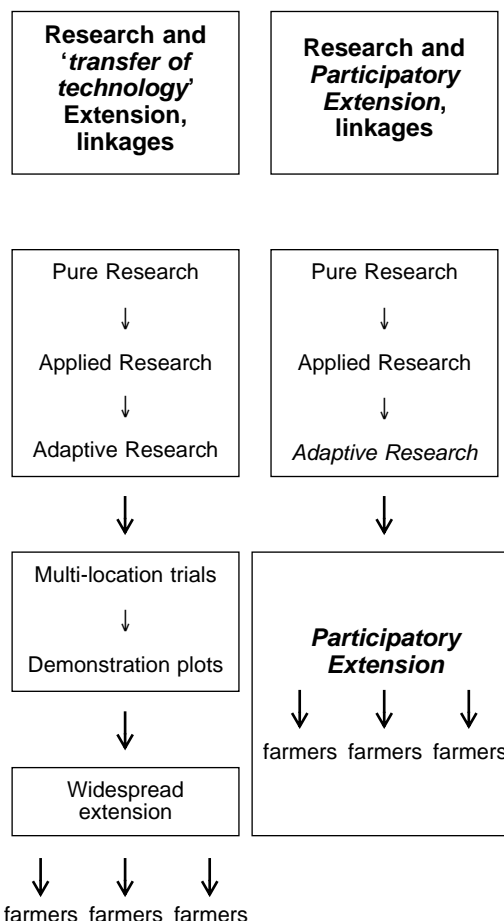 Research and
‘transfer of
technology’
Extension,
linkages
Pure Research
Applied Research
Adaptive Research
Multi-location trials
Demonstration plots
Widespread
extension
farmers farmers farmers
Research and
Participatory
Extension,
linkages
Pure Research
Applied Research
Adaptive Research
Participatory
Extension
farmers farmers farmers